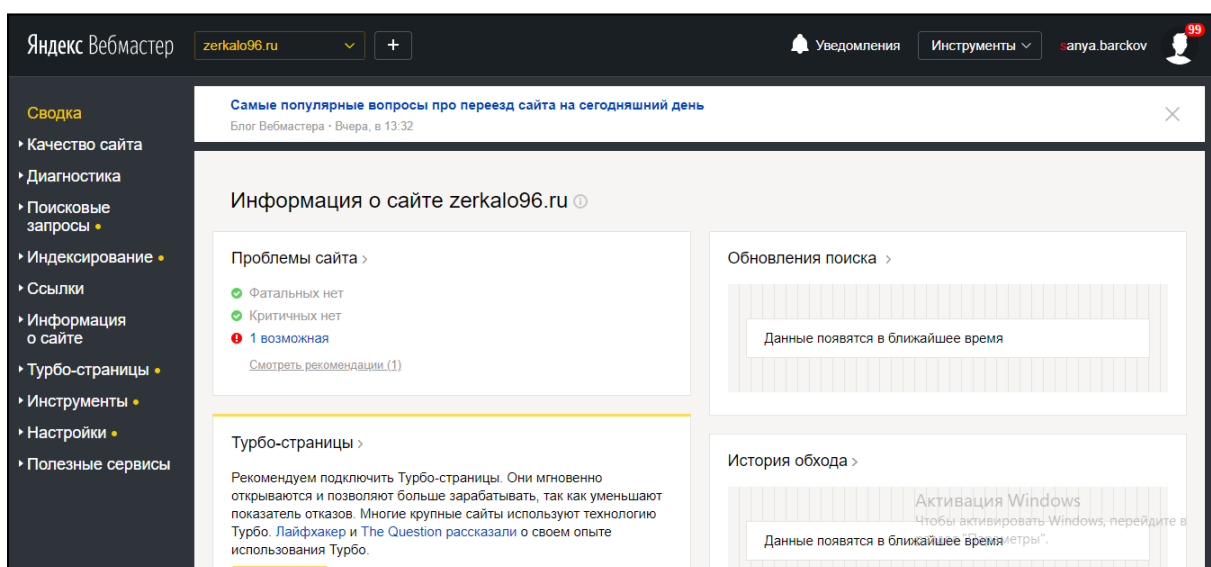 Яндекс Вебмастер
zerkalo96.ru
+
Уведомления
Инструменты
sanya.barckov
99
Сводка
Качество сайта
Диагностика
Поисковые
запросы
Индексирование
Ссылки
Информация
о сайте
Турбо-страницы
Инструменты
Настройки
Полезные сервисы
Самые популярные вопросы про переезд сайта на сегодняшний день
Блог Вебмастера · Вчера, в 13:32
Информация о сайте zerkalo96.ru
Проблемы сайта ›
Фатальных нет
Критичных нет
1 возможная
Смотреть рекомендации (1)
Турбо-страницы ›
Рекомендуем подключить Турбо-страницы. Они мгновенно
открываются и позволяют больше зарабатывать, так как уменьшают
показатель отказов. Многие крупные сайты используют технологию
Турбо. Лайфхакер и The Question рассказали о своем опыте
использования Турбо.
Обновления поиска ›
Данные появятся в ближайшее время
История обхода ›
Данные появятся в ближайшее время
Активация Windows
Чтобы активировать Windows, перейдите в
"Параметры".